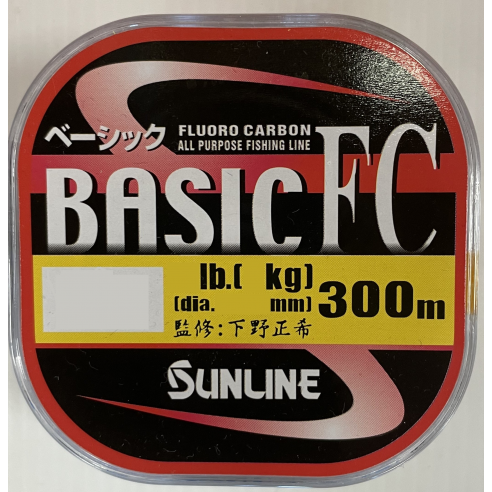 ベーシック FLUORO CARBON
ALL PURPOSE FISHING LINE
BASIC FC
lb.( kg)
(dia. mm) 300m
監修:下野正希
SUNLINE